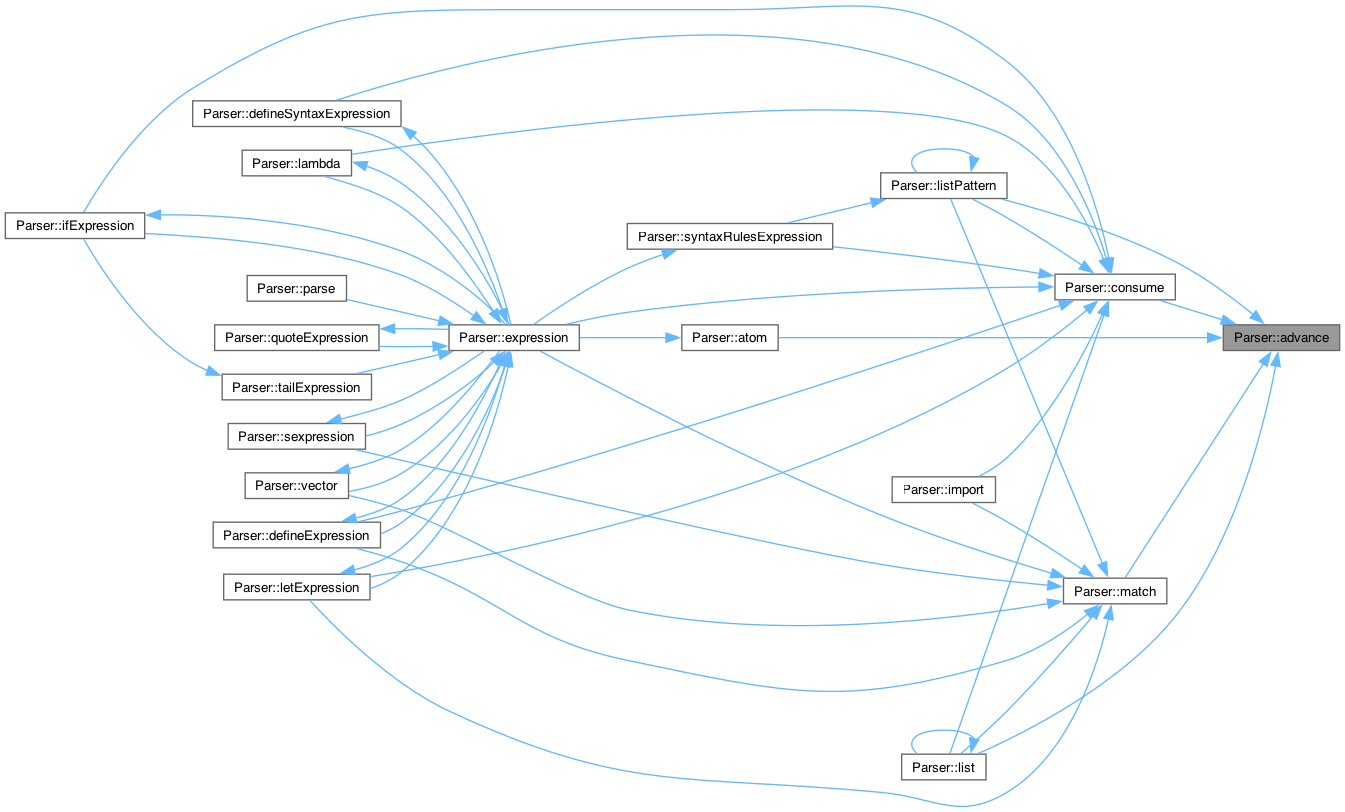 Parser::defineSyntaxExpression
Parser::lambda
Parser::listPattern
Parser::ifExpression
Parser::syntaxRulesExpression
Parser::parse
Parser::consume
Parser::quoteExpression
Parser::expression
Parser::atom
Parser::advance
Parser::tailExpression
Parser::sexpression
Parser::vector
Parser::import
Parser::defineExpression
Parser::letExpression
Parser::match
Parser::list